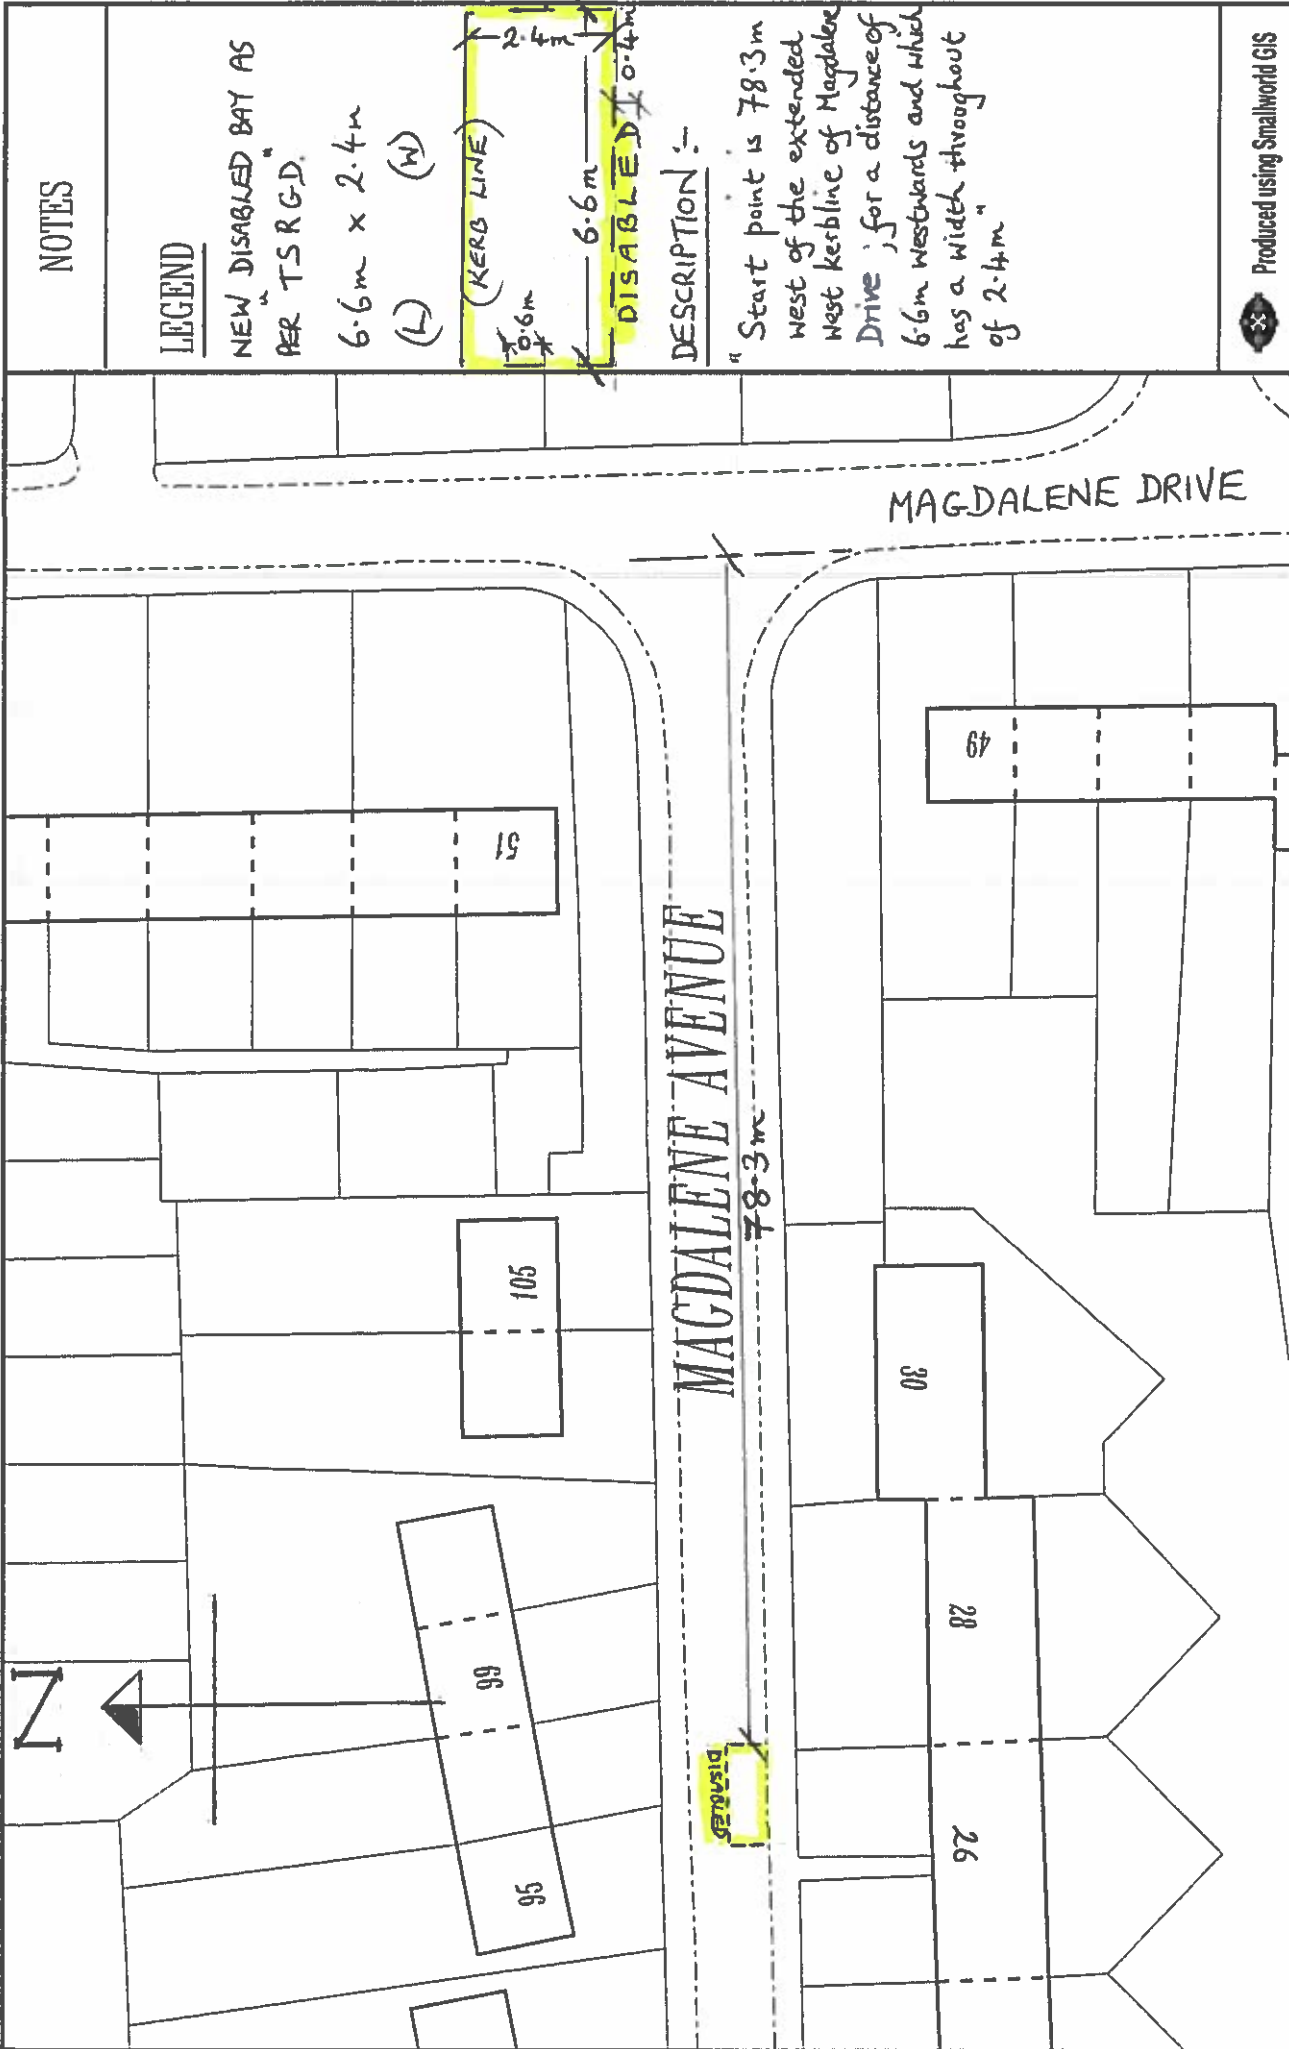 NOTES
LEGEND
NEW DISABLED BAY AS
PER "TSRGD."
6.6m x 2.4m
(L) (W)
(KERB LINE)
2.4m
0.6m
6.6m
0.4m
DISABLED
DESCRIPTION :-
" Start point is 78.3m
west of the extended
west kerbline of Magdalene
Drive ; for a distance of
6.6m westwards and which
has a width throughout
of 2.4m "
Produced using Smallworld GIS
MAGDALENE DRIVE
49
51
MAGDALENE AVENUE
78.3m
105
30
28
99
N
DISABLED
26
95